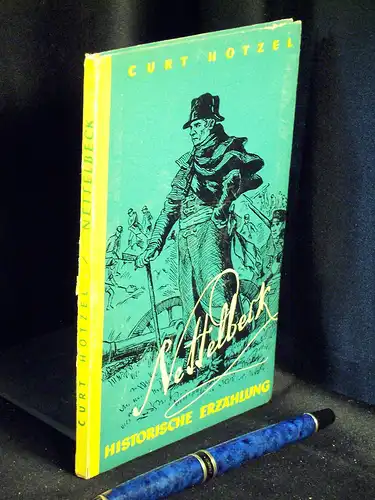 CURT HOTZEL
Nettelbeck
HISTORISCHE ERZÄHLUNG
CURT HOTZEL / NETTELBECK